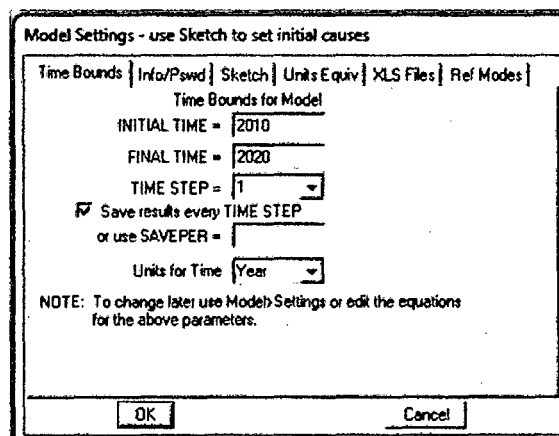 Model Settings - use Sketch to set initial causes
Time Bounds Info/Pswd Sketch Units Equiv XLS Files Ref Modes
Time Bounds for Model
INITIAL TIME = 2010
FINAL TIME = 2020
TIME STEP = 1
Save results every TIME STEP
or use SAVEPER =
Units for Time Year
NOTE: To change later use Model>Settings or edit the equations
for the above parameters.
OK Cancel